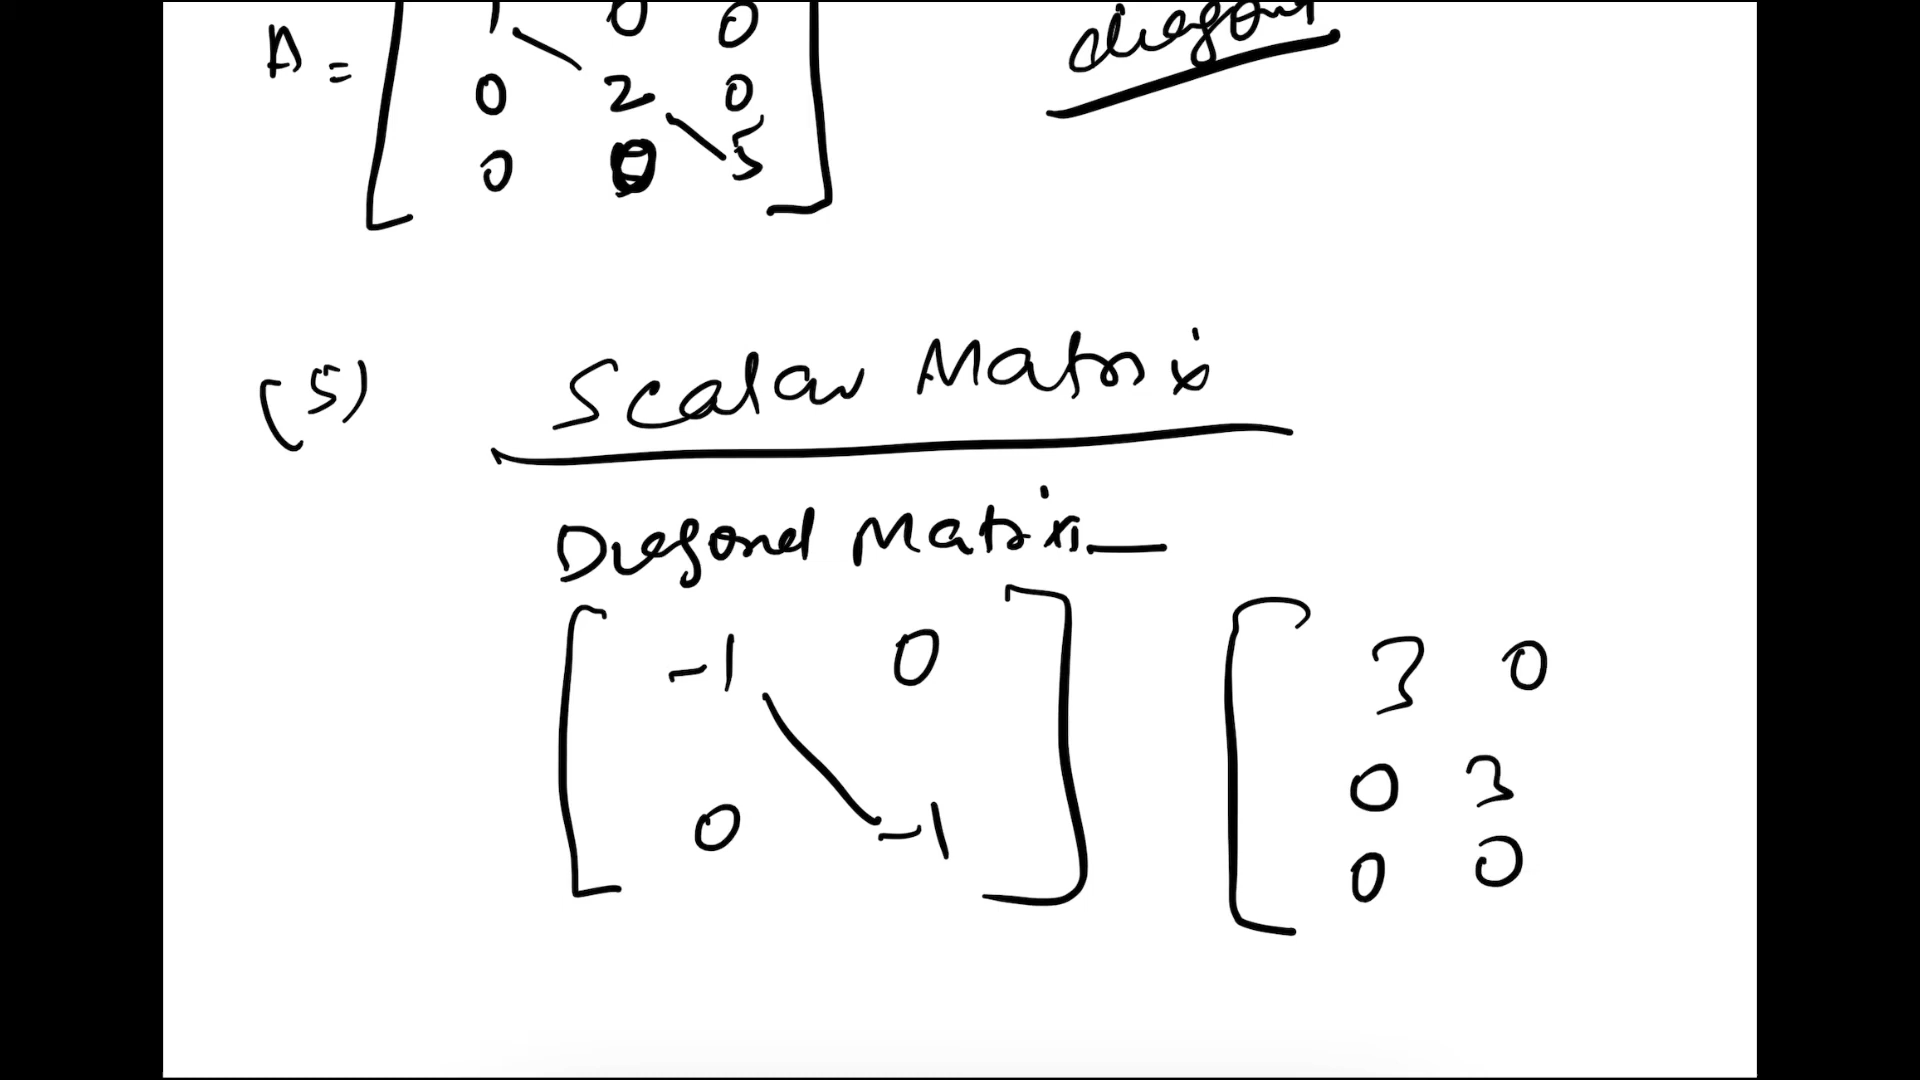 A = [ 1 0 0 diagonal
0 2 0
0 0 5 ]
(5) Scalar Matrix
Diagonal Matrix
[ -1 0 ] [ 3 0
0 -1 0 3
0 0